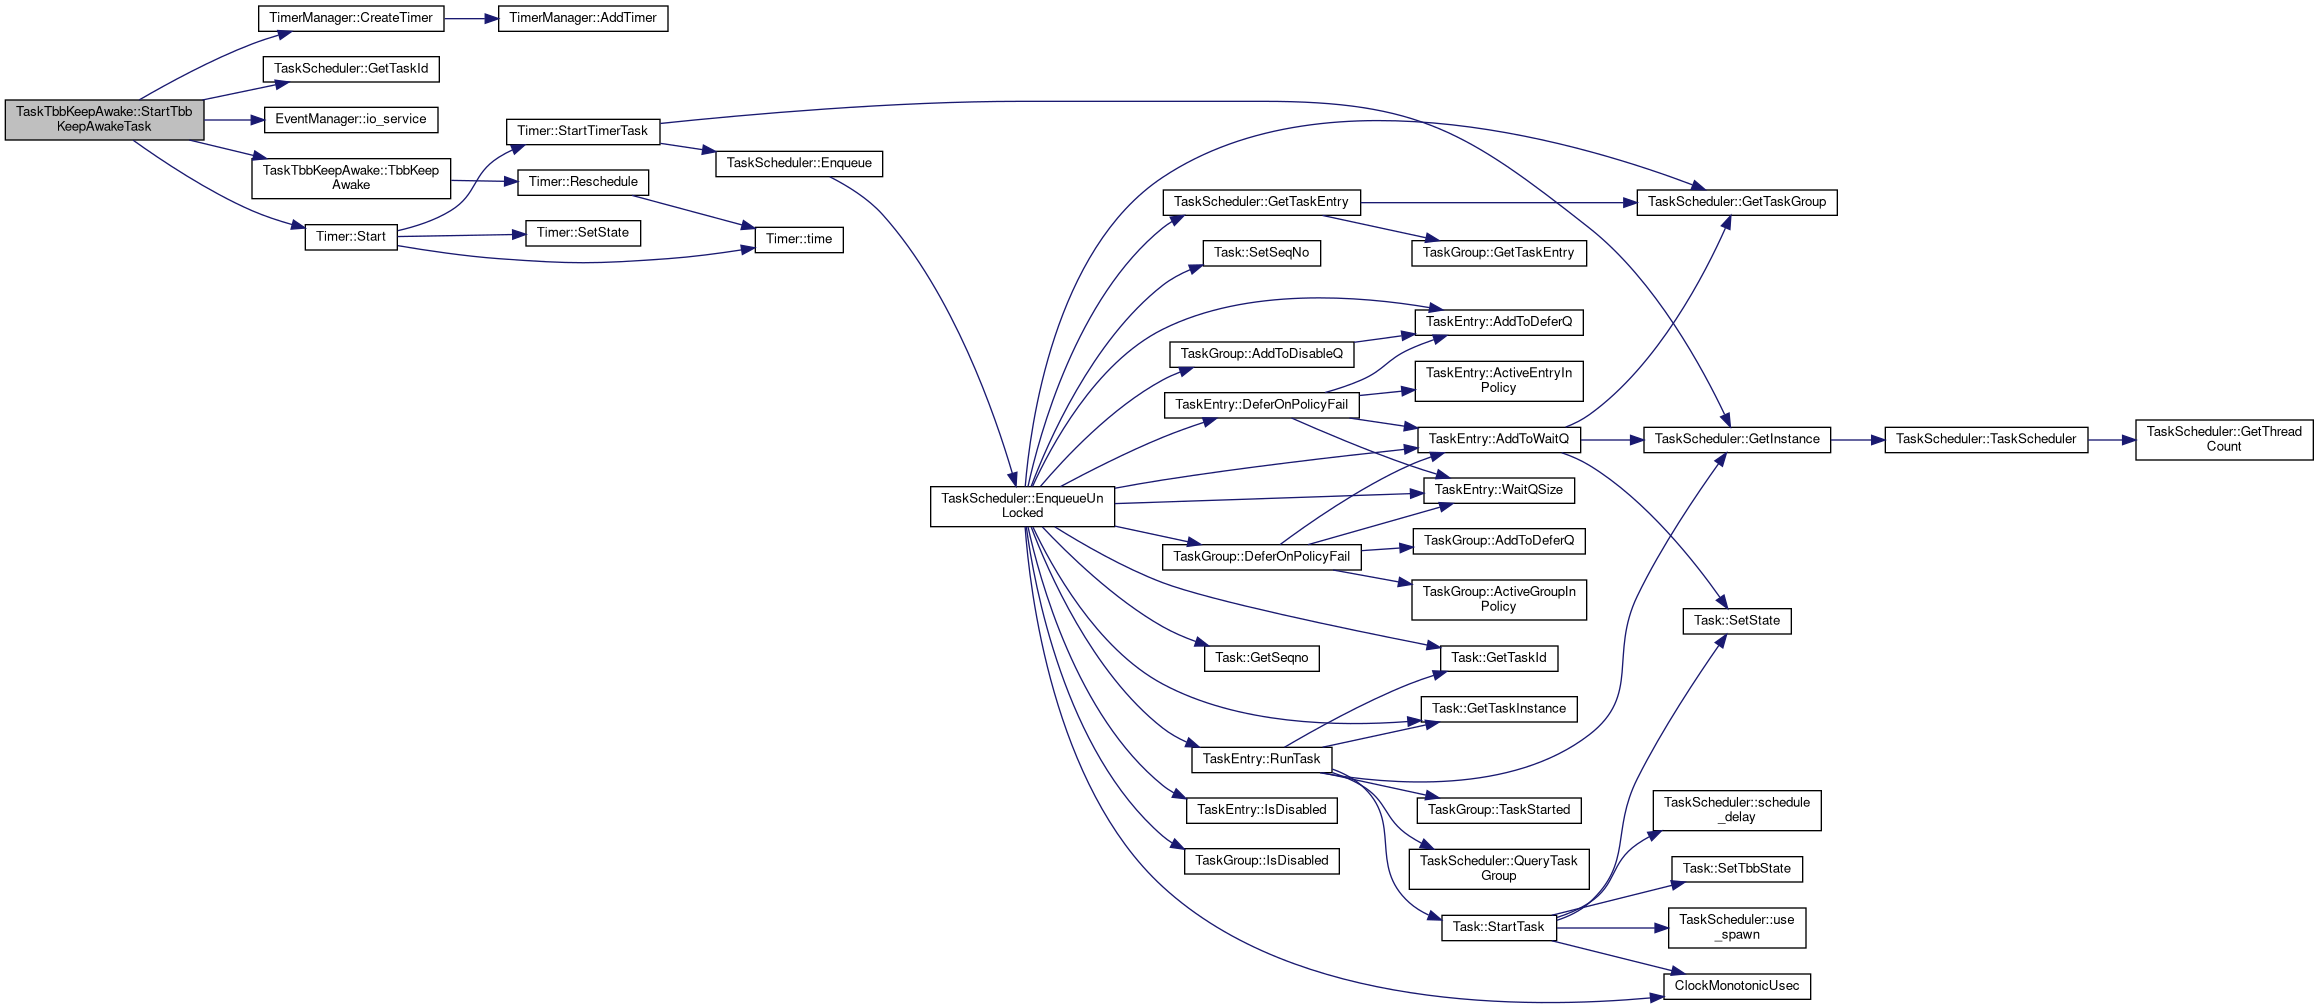 TaskTbbKeepAwake::StartTbb
KeepAwakeTask
TimerManager::CreateTimer
TimerManager::AddTimer
TaskScheduler::GetTaskId
EventManager::io_service
TaskTbbKeepAwake::TbbKeep
Awake
Timer::Start
Timer::StartTimerTask
Timer::Reschedule
Timer::SetState
Timer::time
TaskScheduler::Enqueue
TaskScheduler::EnqueueUn
Locked
TaskScheduler::GetTaskEntry
Task::SetSeqNo
TaskGroup::AddToDisableQ
TaskEntry::DeferOnPolicyFail
TaskGroup::DeferOnPolicyFail
Task::GetSeqno
TaskEntry::RunTask
TaskEntry::IsDisabled
TaskGroup::IsDisabled
TaskGroup::GetTaskEntry
TaskEntry::AddToDeferQ
TaskEntry::ActiveEntryIn
Policy
TaskEntry::AddToWaitQ
TaskEntry::WaitQSize
TaskGroup::AddToDeferQ
TaskGroup::ActiveGroupIn
Policy
Task::GetTaskId
Task::GetTaskInstance
TaskGroup::TaskStarted
TaskScheduler::QueryTask
Group
Task::StartTask
TaskScheduler::GetTaskGroup
TaskScheduler::GetInstance
Task::SetState
TaskScheduler::schedule
_delay
Task::SetTbbState
TaskScheduler::use
_spawn
ClockMonotonicUsec
TaskScheduler::TaskScheduler
TaskScheduler::GetThread
Count